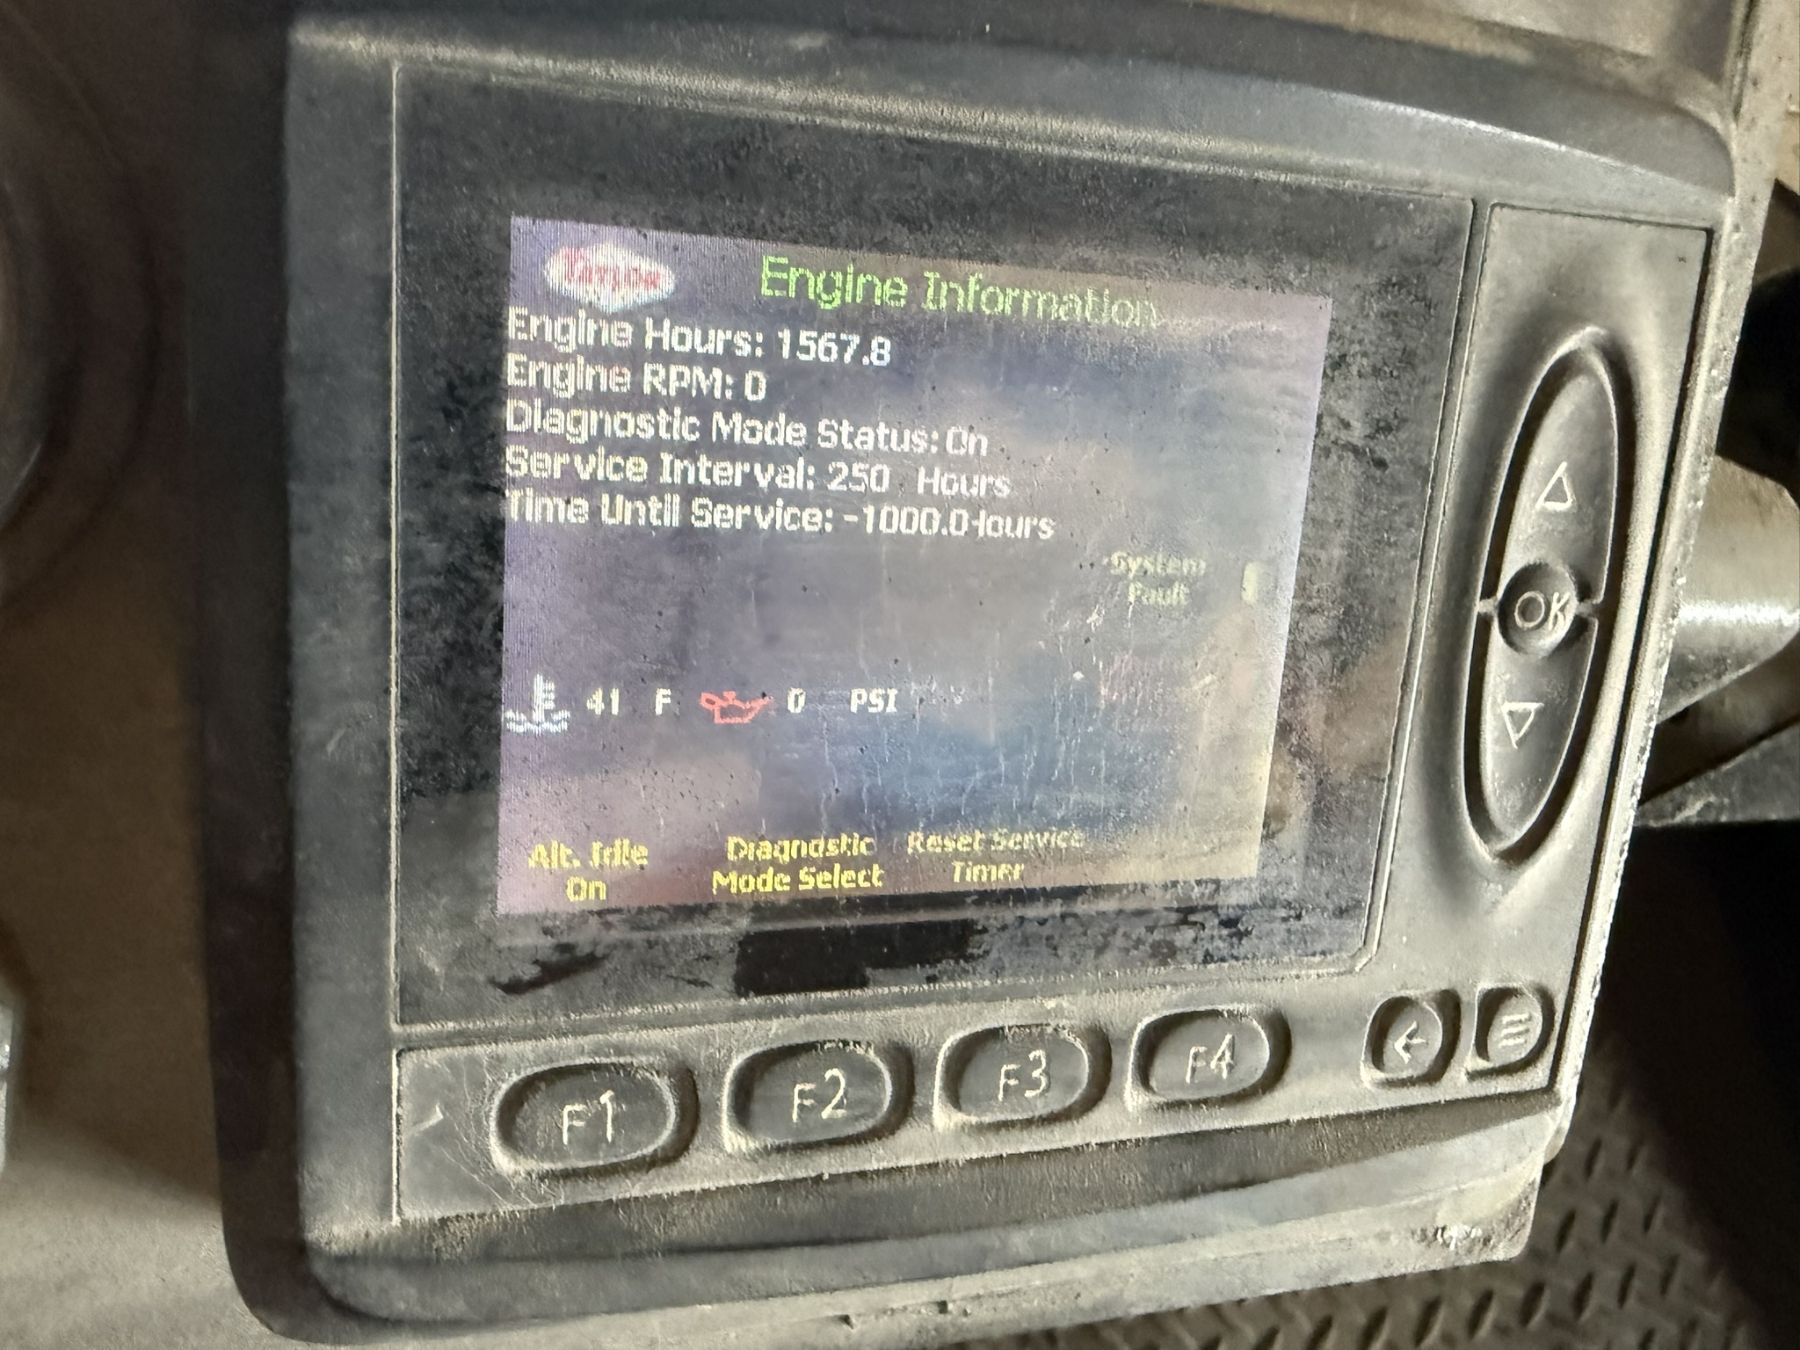 Taylor
Engine Information
Engine Hours: 1567.8
Engine RPM: 0
Diagnostic Mode Status: On
Service Interval: 250 Hours
Time Until Service: -1000.0Hours
System
Fault
41 F 0 PSI
Alt. Idle
On
Diagnostic
Mode Select
Reset Service
Timer
OK
F1 F2 F3 F4